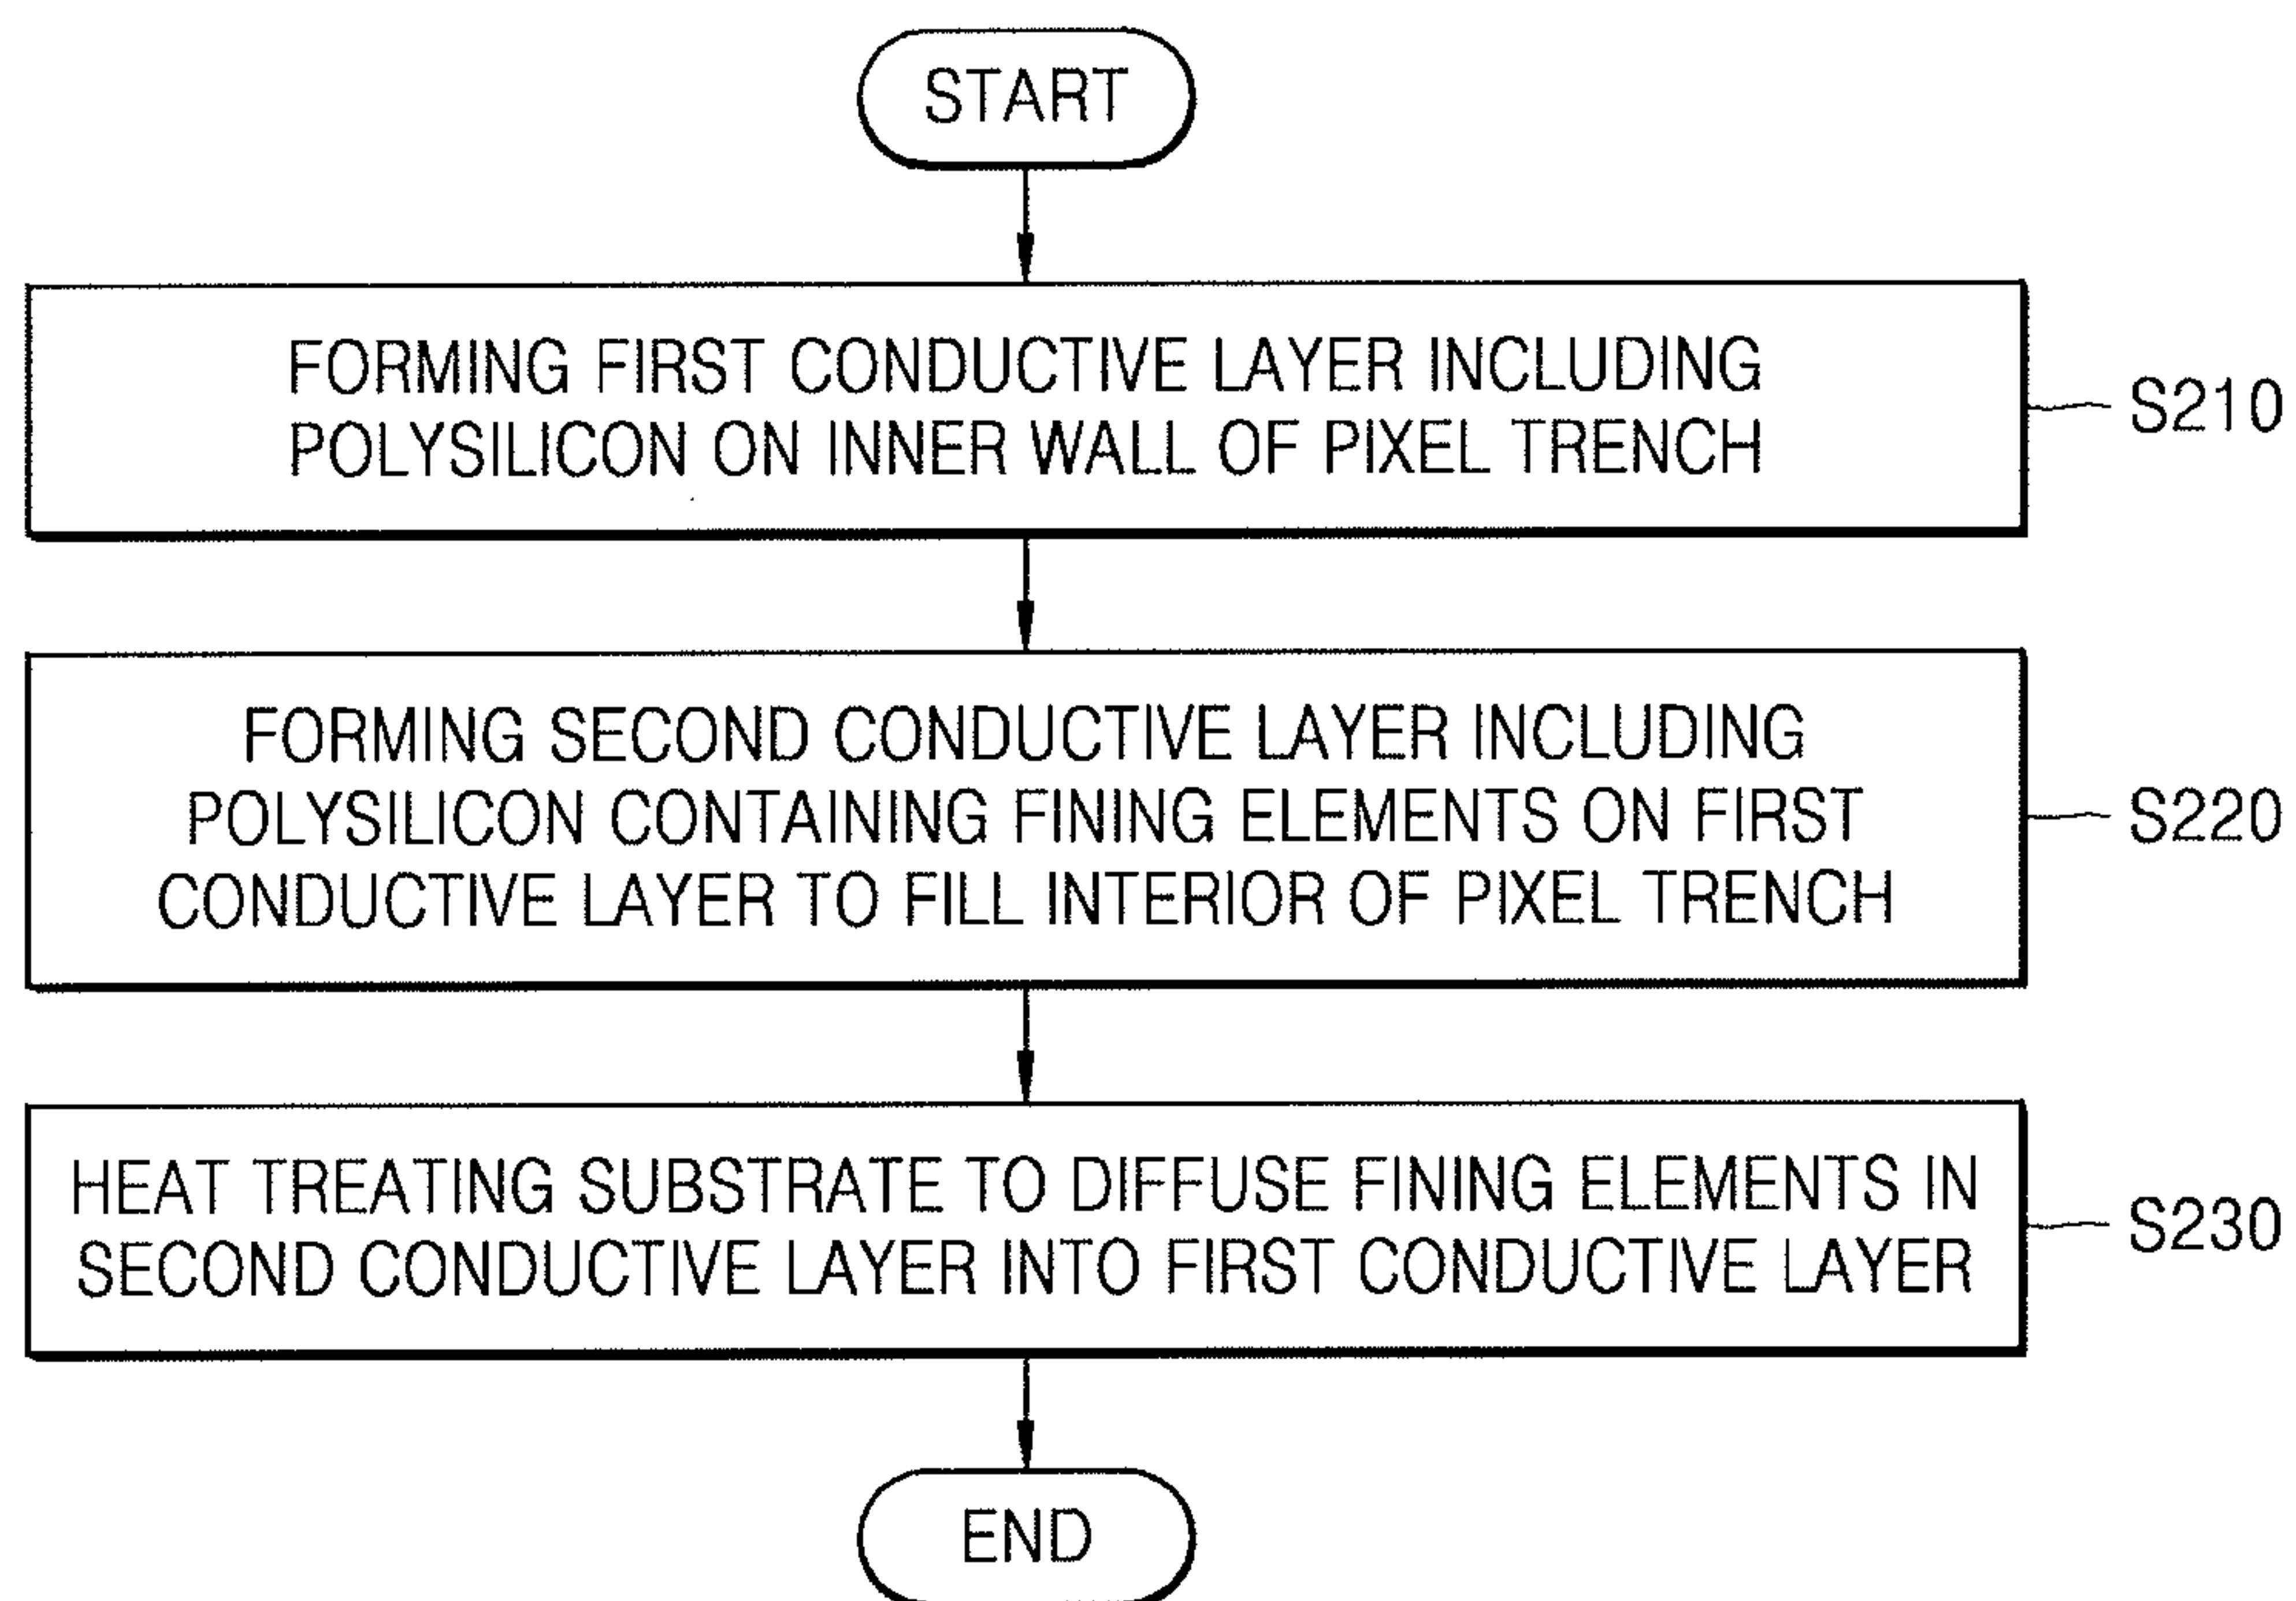 START
FORMING FIRST CONDUCTIVE LAYER INCLUDING
POLYSILICON ON INNER WALL OF PIXEL TRENCH
S210
FORMING SECOND CONDUCTIVE LAYER INCLUDING
POLYSILICON CONTAINING FINING ELEMENTS ON FIRST
CONDUCTIVE LAYER TO FILL INTERIOR OF PIXEL TRENCH
S220
HEAT TREATING SUBSTRATE TO DIFFUSE FINING ELEMENTS IN
SECOND CONDUCTIVE LAYER INTO FIRST CONDUCTIVE LAYER
S230
END